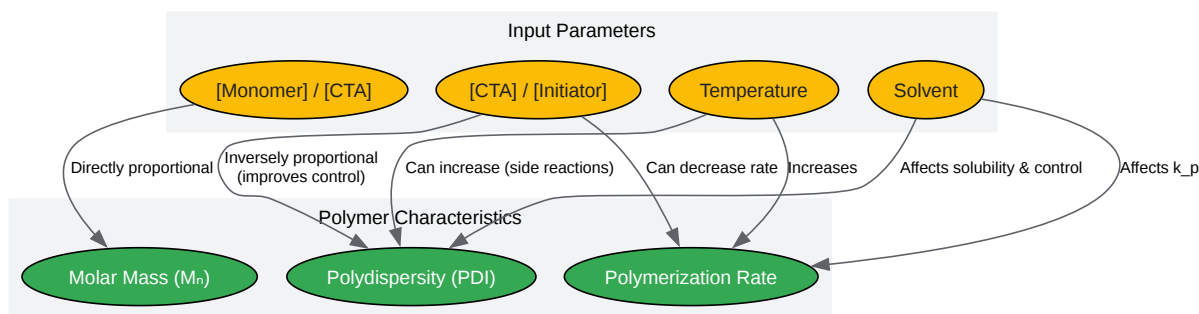 Input Parameters
[Monomer] / [CTA]
[CTA] / [Initiator]
Temperature
Solvent
Directly proportional
Inversely proportional
(improves control)
Can increase (side reactions)
Can decrease rate
Increases
Affects solubility & control
Affects k_p
Polymer Characteristics
Molar Mass (Mₙ)
Polydispersity (PDI)
Polymerization Rate